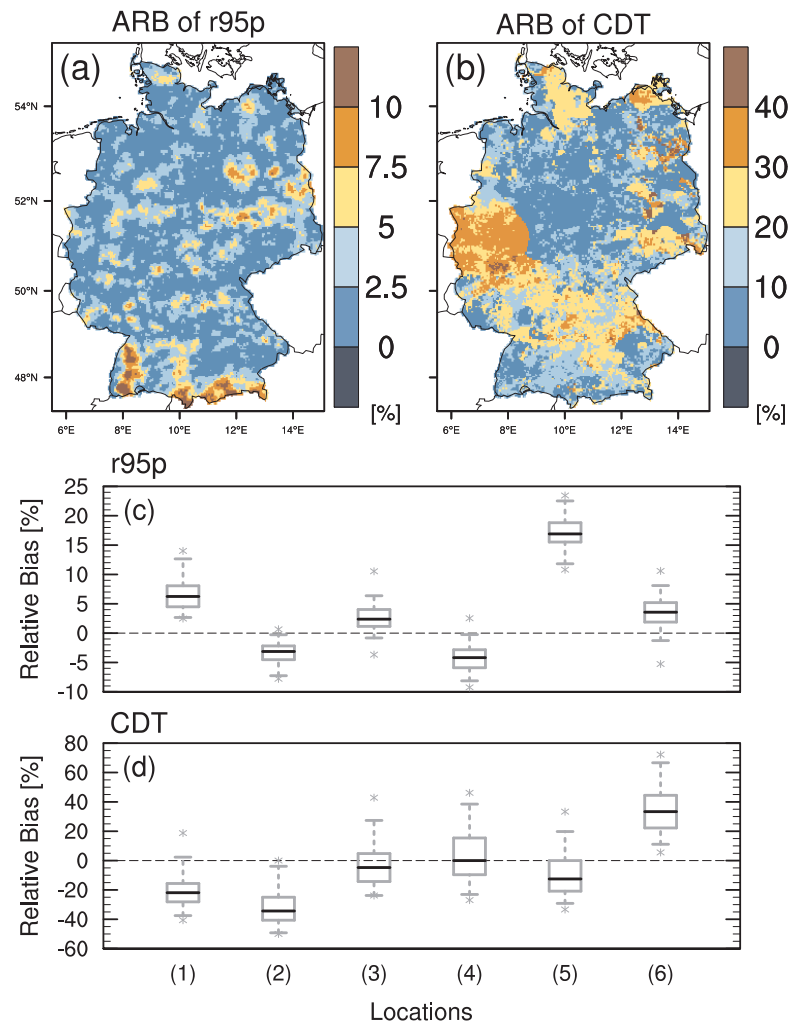 ARB of r95p
ARB of CDT
(a)
(b)
54°N
52°N
50°N
48°N
6°E 8°E 10°E 12°E 14°E
10
7.5
5
2.5
0
[%]
6°E 8°E 10°E 12°E 14°E
40
30
20
10
0
[%]
r95p
(c)
Relative Bias [%]
25
20
15
10
5
0
-5
-10
CDT
(d)
Relative Bias [%]
80
60
40
20
0
-20
-40
-60
(1) (2) (3) (4) (5) (6)
Locations